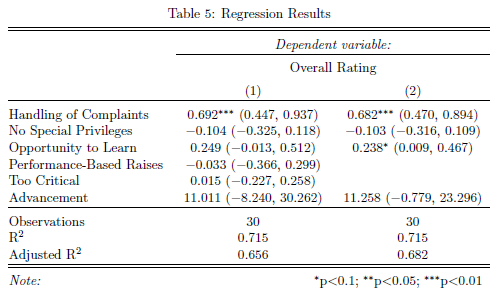 Table 5: Regression Results
Dependent variable:
Overall Rating
(1) (2)
Handling of Complaints 0.692*** (0.447, 0.937) 0.682*** (0.470, 0.894)
No Special Privileges −0.104 (−0.325, 0.118) −0.103 (−0.316, 0.109)
Opportunity to Learn 0.249 (−0.013, 0.512) 0.238* (0.009, 0.467)
Performance-Based Raises −0.033 (−0.366, 0.299)
Too Critical 0.015 (−0.227, 0.258)
Advancement 11.011 (−8.240, 30.262) 11.258 (−0.779, 23.296)
Observations 30 30
R² 0.715 0.715
Adjusted R² 0.656 0.682
Note: *p<0.1; **p<0.05; ***p<0.01